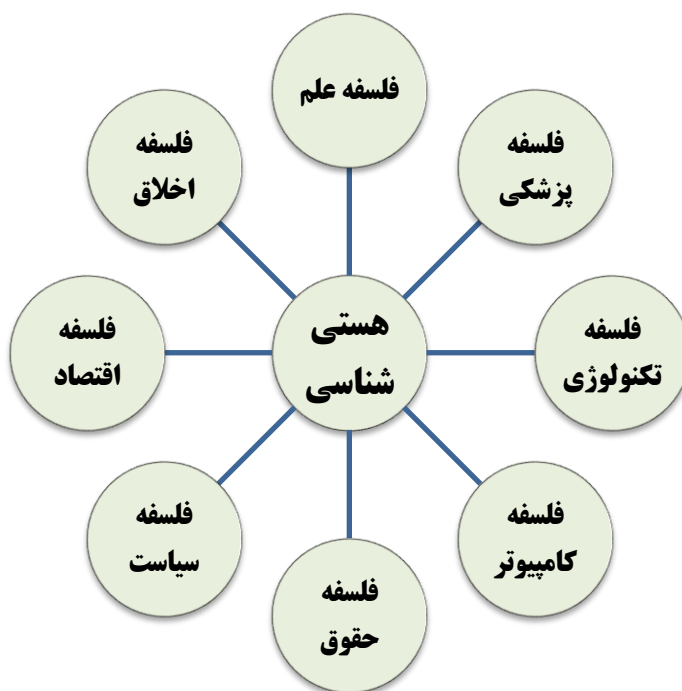 فلسفه علم
فلسفه
پزشکی
فلسفه
تکنولوژی
فلسفه
کامپیوتر
فلسفه
حقوق
فلسفه
سیاست
فلسفه
اقتصاد
فلسفه
اخلاق
هستی
شناسی